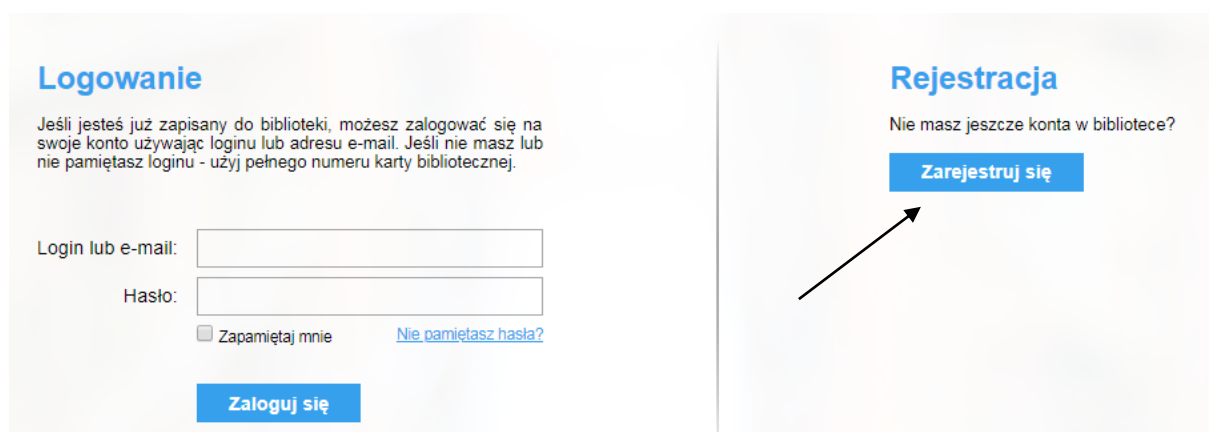 Logowanie
Jeśli jesteś już zapisany do biblioteki, możesz zalogować się na
swoje konto używając loginu lub adresu e-mail. Jeśli nie masz lub
nie pamiętasz loginu - użyj pełnego numeru karty bibliotecznej.
Login lub e-mail:
Hasło:
Zapamiętaj mnie
Nie pamiętasz hasła?
Zaloguj się
Rejestracja
Nie masz jeszcze konta w bibliotece?
Zarejestruj się